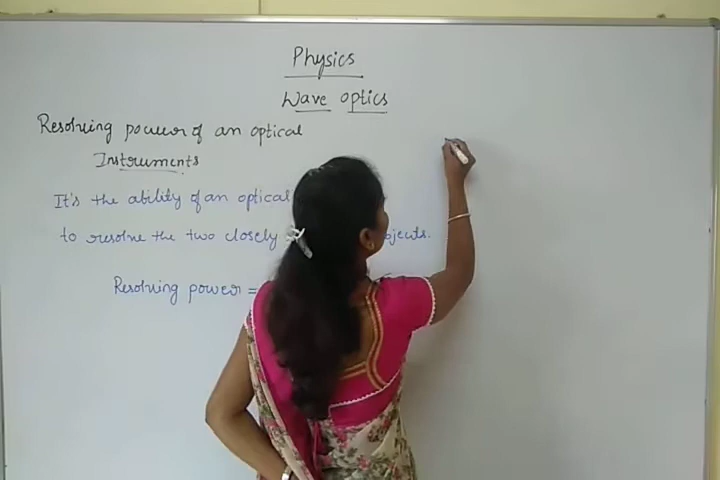 Physics
Wave optics
Resolving power of an optical
Instruments
It's the ability of an optical
to resolve the two closely
Resolving power =